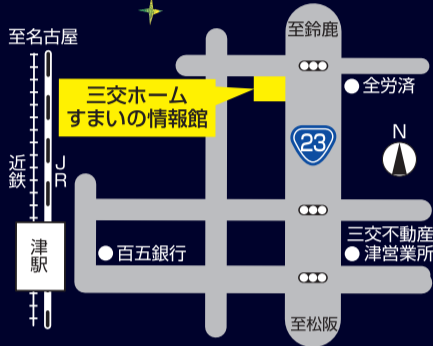 至名古屋
至鈴鹿
三交ホーム
すまいの情報館
全労済
23
N
近鉄
JR
津駅
百五銀行
三交不動産
津営業所
至松阪